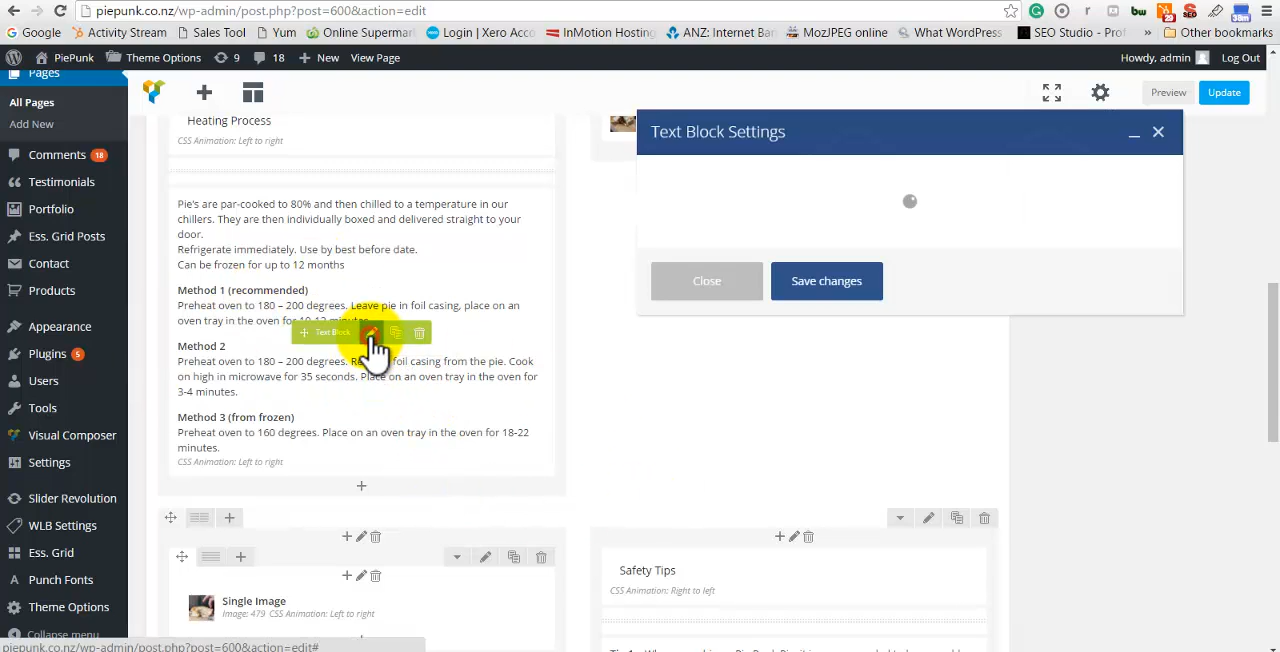 piepunk.co.nz/wp-admin/post.php?post=600&action=edit
Google
Activity Stream
Sales Tool
Yum
Online Supermar
Login | Xero Acco
InMotion Hosting
ANZ: Internet Ban
MozJPEG online
What WordPress
SEO Studio - Prof
»
Other bookmarks
PiePunk
Theme Options
9
18
New
View Page
Howdy, admin
Log Out
Pages
All Pages
Add New
Comments 18
Testimonials
Portfolio
Ess. Grid Posts
Contact
Products
Appearance
Plugins 5
Users
Tools
Visual Composer
Settings
Slider Revolution
WLB Settings
Ess. Grid
Punch Fonts
Theme Options
Collapse menu
Preview
Update
Heating Process
CSS Animation: Left to right
Pie's are par-cooked to 80% and then chilled to a temperature in our
chillers. They are then individually boxed and delivered straight to your
door.
Refrigerate immediately. Use by best before date.
Can be frozen for up to 12 months
Method 1 (recommended)
Preheat oven to 180 – 200 degrees. Leave pie in foil casing, place on an
oven tray in the oven for 10-12 minutes.
Text Block
Method 2
Preheat oven to 180 – 200 degrees. foil casing from the pie. Cook
on high in microwave for 35 seconds. Place on an oven tray in the oven for
3-4 minutes.
Method 3 (from frozen)
Preheat oven to 160 degrees. Place on an oven tray in the oven for 18-22
minutes.
CSS Animation: Left to right
Text Block Settings
Close
Save changes
Single Image
Image: 479 CSS Animation: Left to right
Safety Tips
CSS Animation: Right to left
piepunk.co.nz/wp-admin/post.php?post=600&action=edit#